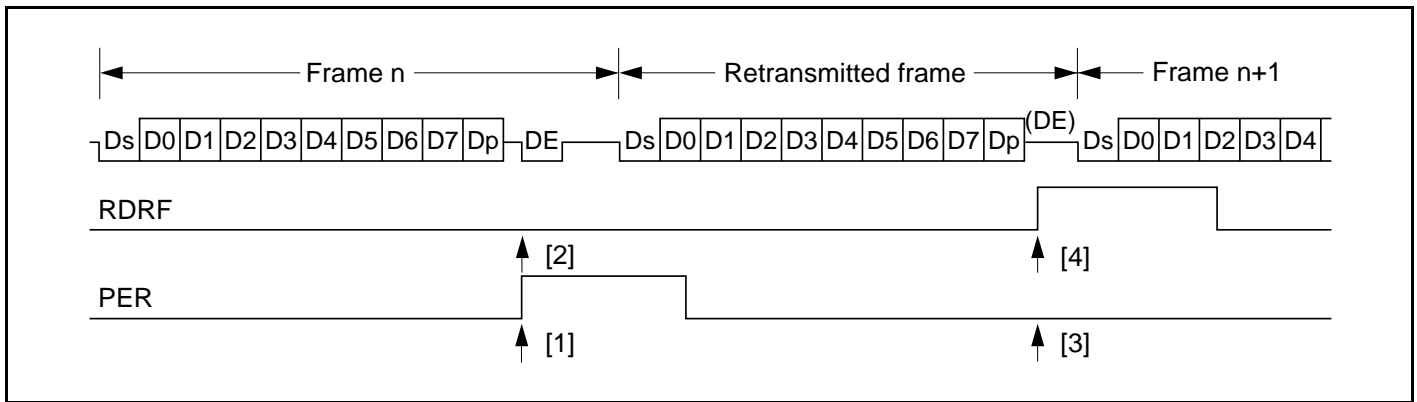 Frame n Retransmitted frame Frame n+1
(DE)
Ds D0 D1 D2 D3 D4 D5 D6 D7 Dp DE Ds D0 D1 D2 D3 D4 D5 D6 D7 Dp Ds D0 D1 D2 D3 D4
RDRF
[2] [4]
PER
[1] [3]